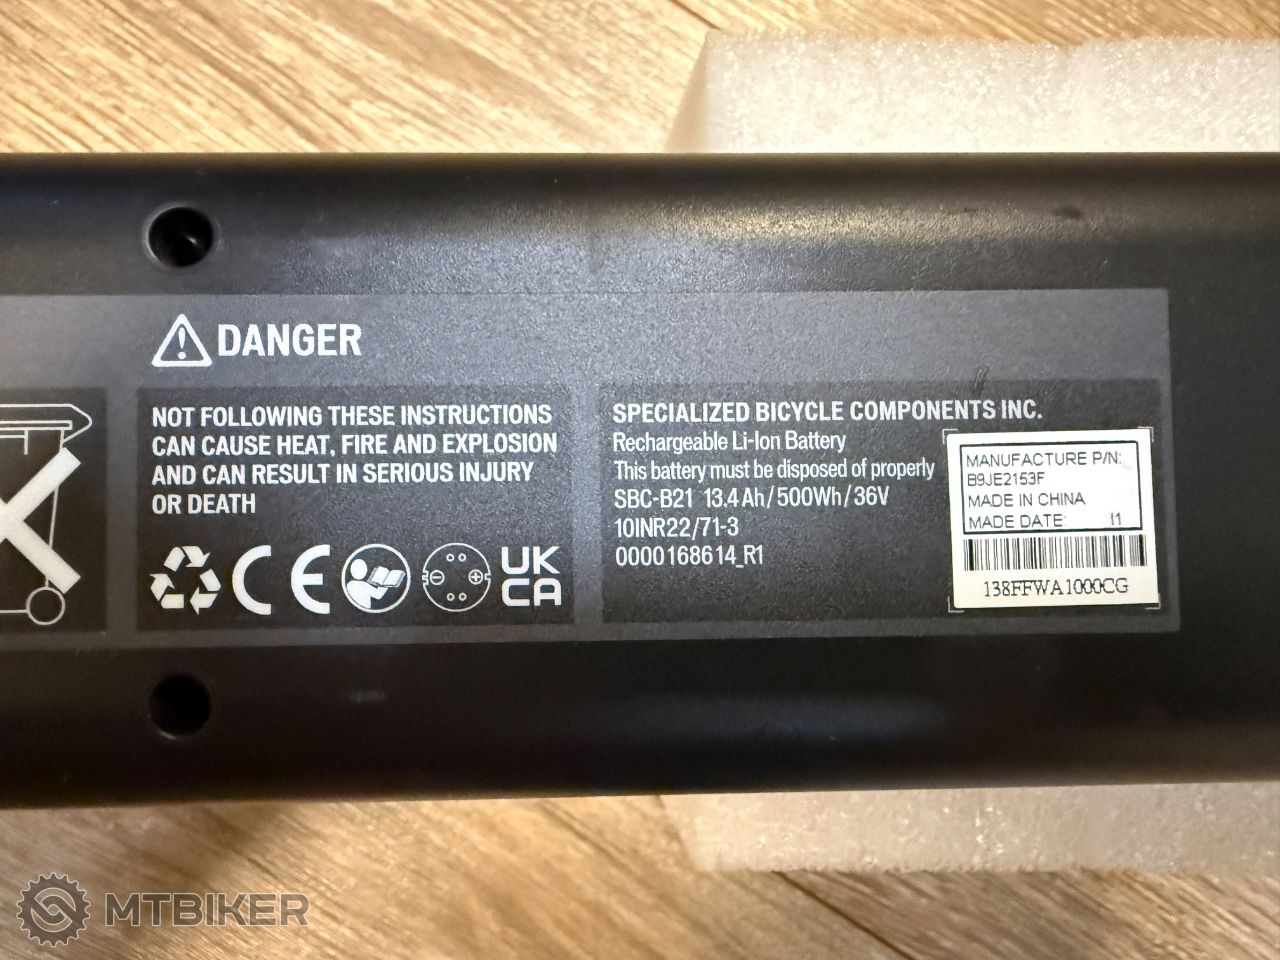 DANGER
NOT FOLLOWING THESE INSTRUCTIONS
CAN CAUSE HEAT, FIRE AND EXPLOSION
AND CAN RESULT IN SERIOUS INJURY
OR DEATH
CE
UK
CA
SPECIALIZED BICYCLE COMPONENTS INC.
Rechargeable Li-Ion Battery
This battery must be disposed of properly
SBC-B21 13.4 Ah/500Wh/36V
10INR22/71-3
0000168614_R1
MANUFACTURE P/N:
B9JE2153F
MADE IN CHINA
MADE DATE: I1
138FFWA1000CG
MTBIKER